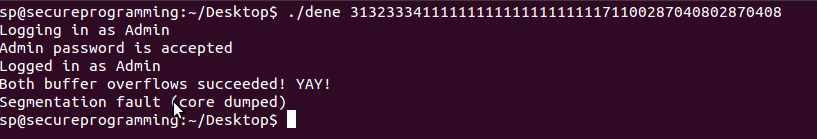 sp@secureprogramming:~/Desktop$ ./dene 313233341111111111111111111171100287040802870408
Logging in as Admin
Admin password is accepted
Logged in as Admin
Both buffer overflows succeeded! YAY!
Segmentation fault (core dumped)
sp@secureprogramming:~/Desktop$